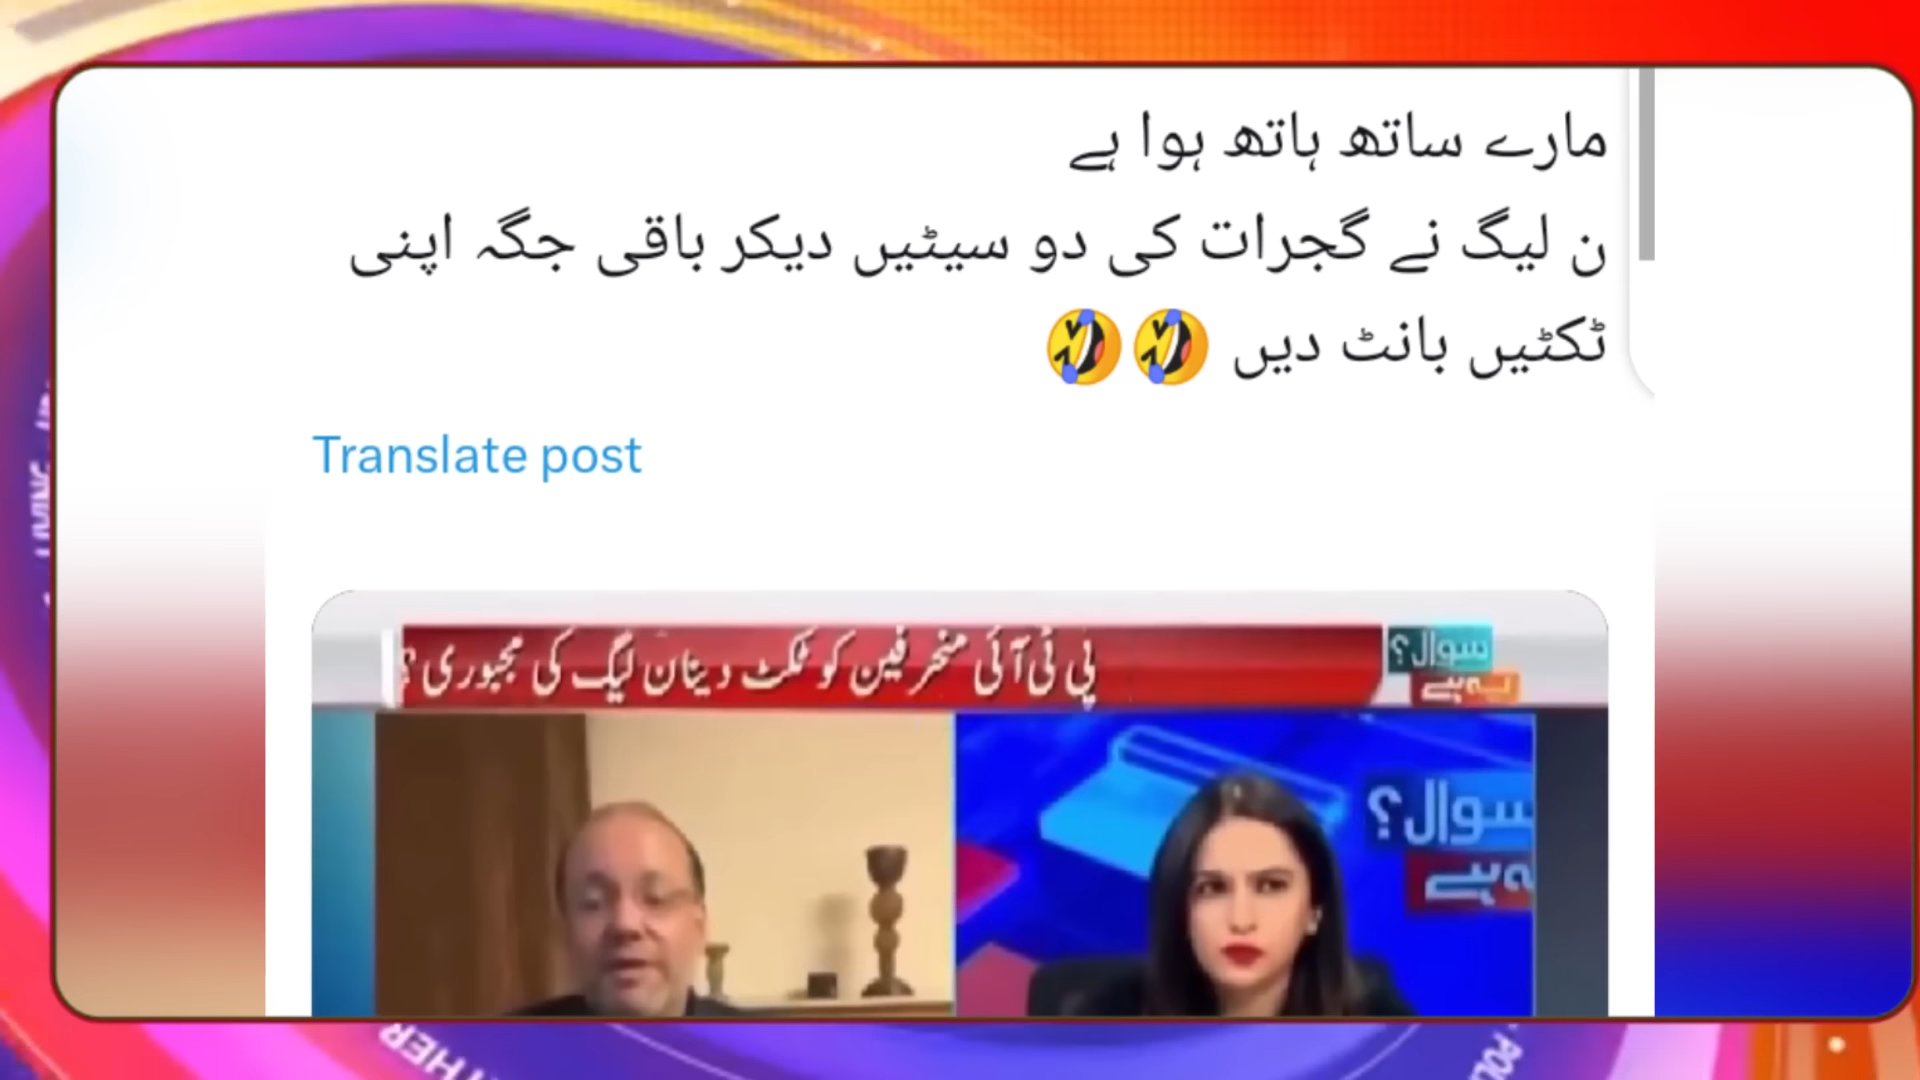 مارے ساتھ ہاتھ ہوا ہے
ن لیگ نے گجرات کی دو سیٹیں دیکر باقی جگہ اپنی
ٹکٹیں بانٹ دیں 🤣🤣
Translate post
پی ٹی آئی منحرفین کو ٹکٹ دینا ن لیگ کی مجبوری؟
سوال؟
یہ ہے
سوال؟
ہ ہے